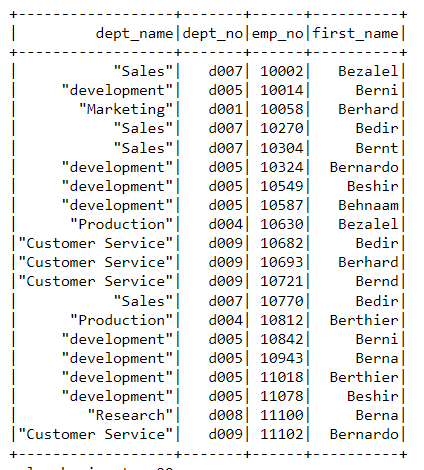 +------------------+-------+------+----------+
|         dept_name|dept_no|emp_no|first_name|
+------------------+-------+------+----------+
|           "Sales"|   d007| 10002|   Bezalel|
|     "development"|   d005| 10014|     Berni|
|       "Marketing"|   d001| 10058|   Berhard|
|           "Sales"|   d007| 10270|     Bedir|
|           "Sales"|   d007| 10304|     Bernt|
|     "development"|   d005| 10324|  Bernardo|
|     "development"|   d005| 10549|    Beshir|
|     "development"|   d005| 10587|   Behnaam|
|      "Production"|   d004| 10630|   Bezalel|
|"Customer Service"|   d009| 10682|     Bedir|
|"Customer Service"|   d009| 10693|   Berhard|
|"Customer Service"|   d009| 10721|     Bernd|
|           "Sales"|   d007| 10770|     Bedir|
|      "Production"|   d004| 10812|  Berthier|
|     "development"|   d005| 10842|     Berni|
|     "development"|   d005| 10943|     Berna|
|     "development"|   d005| 11018|  Berthier|
|     "development"|   d005| 11078|    Beshir|
|        "Research"|   d008| 11100|     Berna|
|"Customer Service"|   d009| 11102|  Bernardo|
+------------------+-------+------+----------+